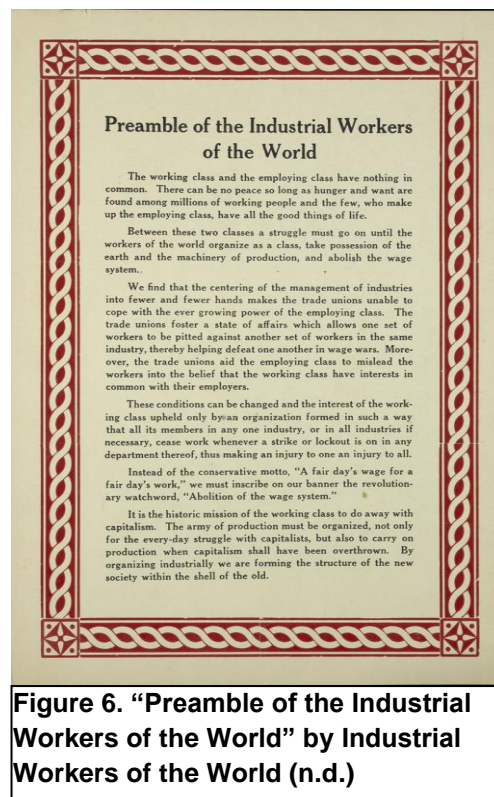 Preamble of the Industrial Workers
of the World
The working class and the employing class have nothing in
common. There can be no peace so long as hunger and want are
found among millions of working people and the few, who make
up the employing class, have all the good things of life.
Between these two classes a struggle must go on until the
workers of the world organize as a class, take possession of the
earth and the machinery of production, and abolish the wage
system.
We find that the centering of the management of industries
into fewer and fewer hands makes the trade unions unable to
cope with the ever growing power of the employing class. The
trade unions foster a state of affairs which allows one set of
workers to be pitted against another set of workers in the same
industry, thereby helping defeat one another in wage wars. More-
over, the trade unions aid the employing class to mislead the
workers into the belief that the working class have interests in
common with their employers.
These conditions can be changed and the interest of the work-
ing class upheld only by an organization formed in such a way
that all its members in any one industry, or in all industries if
necessary, cease work whenever a strike or lockout is on in any
department thereof, thus making an injury to one an injury to all.
Instead of the conservative motto, “A fair day's wage for a
fair day's work,” we must inscribe on our banner the revolution-
ary watchword, “Abolition of the wage system.”
It is the historic mission of the working class to do away with
capitalism. The army of production must be organized, not only
for the every-day struggle with capitalists, but also to carry on
production when capitalism shall have been overthrown. By
organizing industrially we are forming the structure of the new
society within the shell of the old.
Figure 6. “Preamble of the Industrial
Workers of the World” by Industrial
Workers of the World (n.d.)